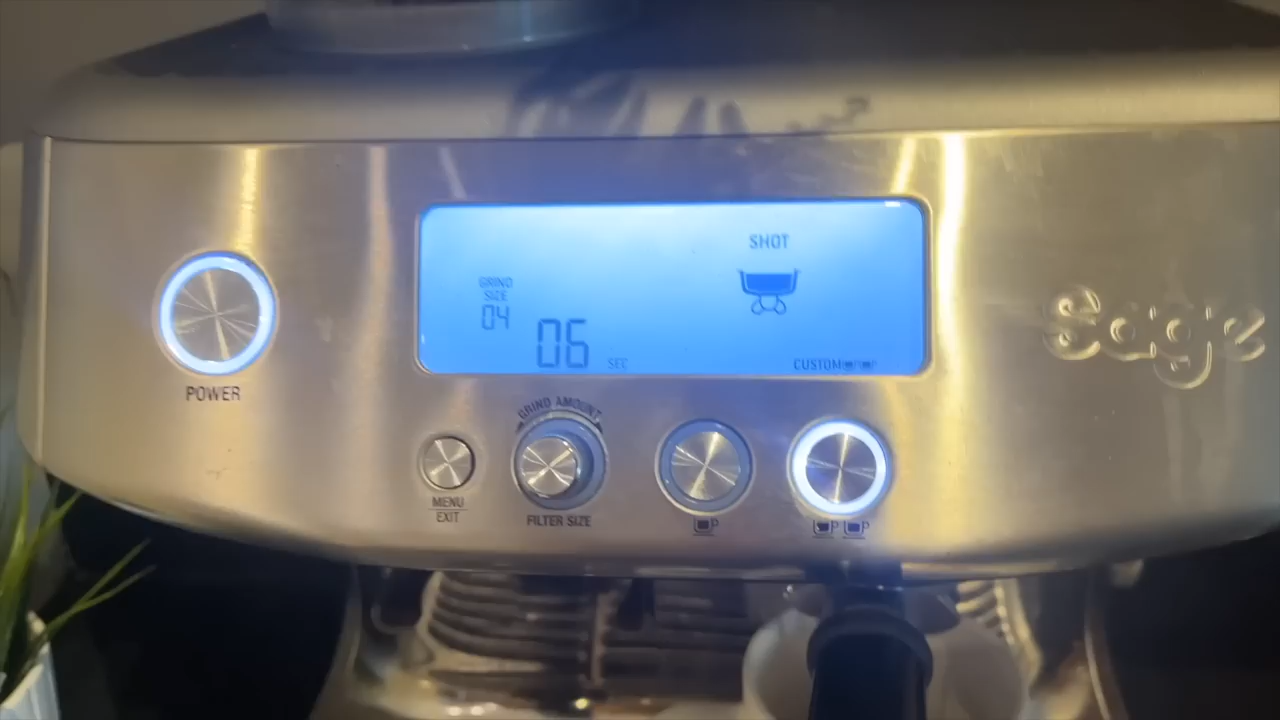 SHOT
GRIND
SIZE
04
06 SEC
CUSTOM
Sage
POWER
GRIND AMOUNT
MENU
EXIT
FILTER SIZE